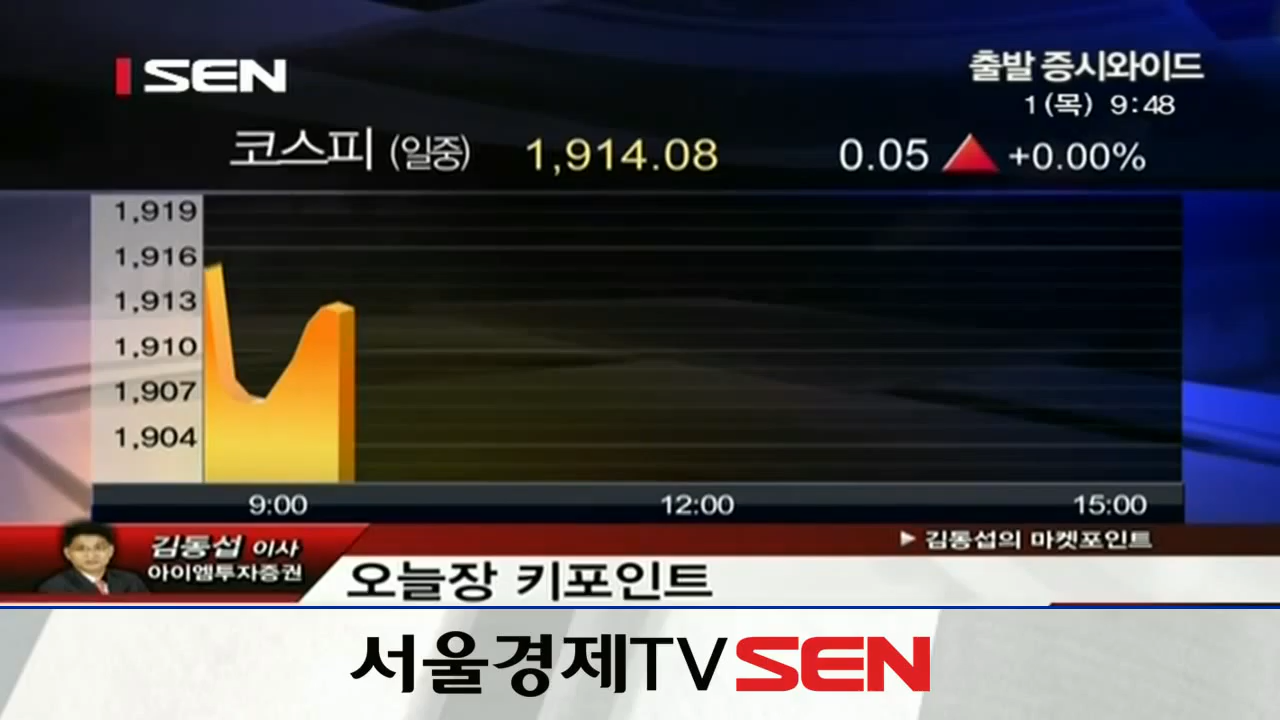 SEN
출발 증시와이드
1(목) 9:48
코스피 (일중) 1,914.08 0.05 ▲ +0.00%
1,919
1,916
1,913
1,910
1,907
1,904
9:00 12:00 15:00
김동섭 이사
아이엠투자증권
▶ 김동섭의 마켓포인트
오늘장 키포인트
서울경제TV SEN